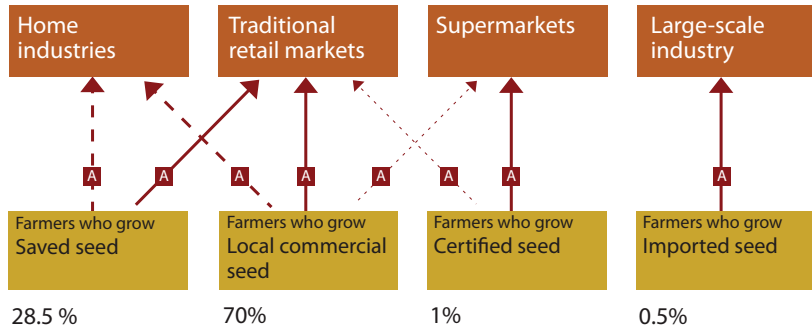 Home
industries
Traditional
retail markets
Supermarkets
Large-scale
industry
A
A
A
A
A
A
A
A
Farmers who grow
Saved seed
Farmers who grow
Local commercial
seed
Farmers who grow
Certified seed
Farmers who grow
Imported seed
28.5 %
70%
1%
0.5%